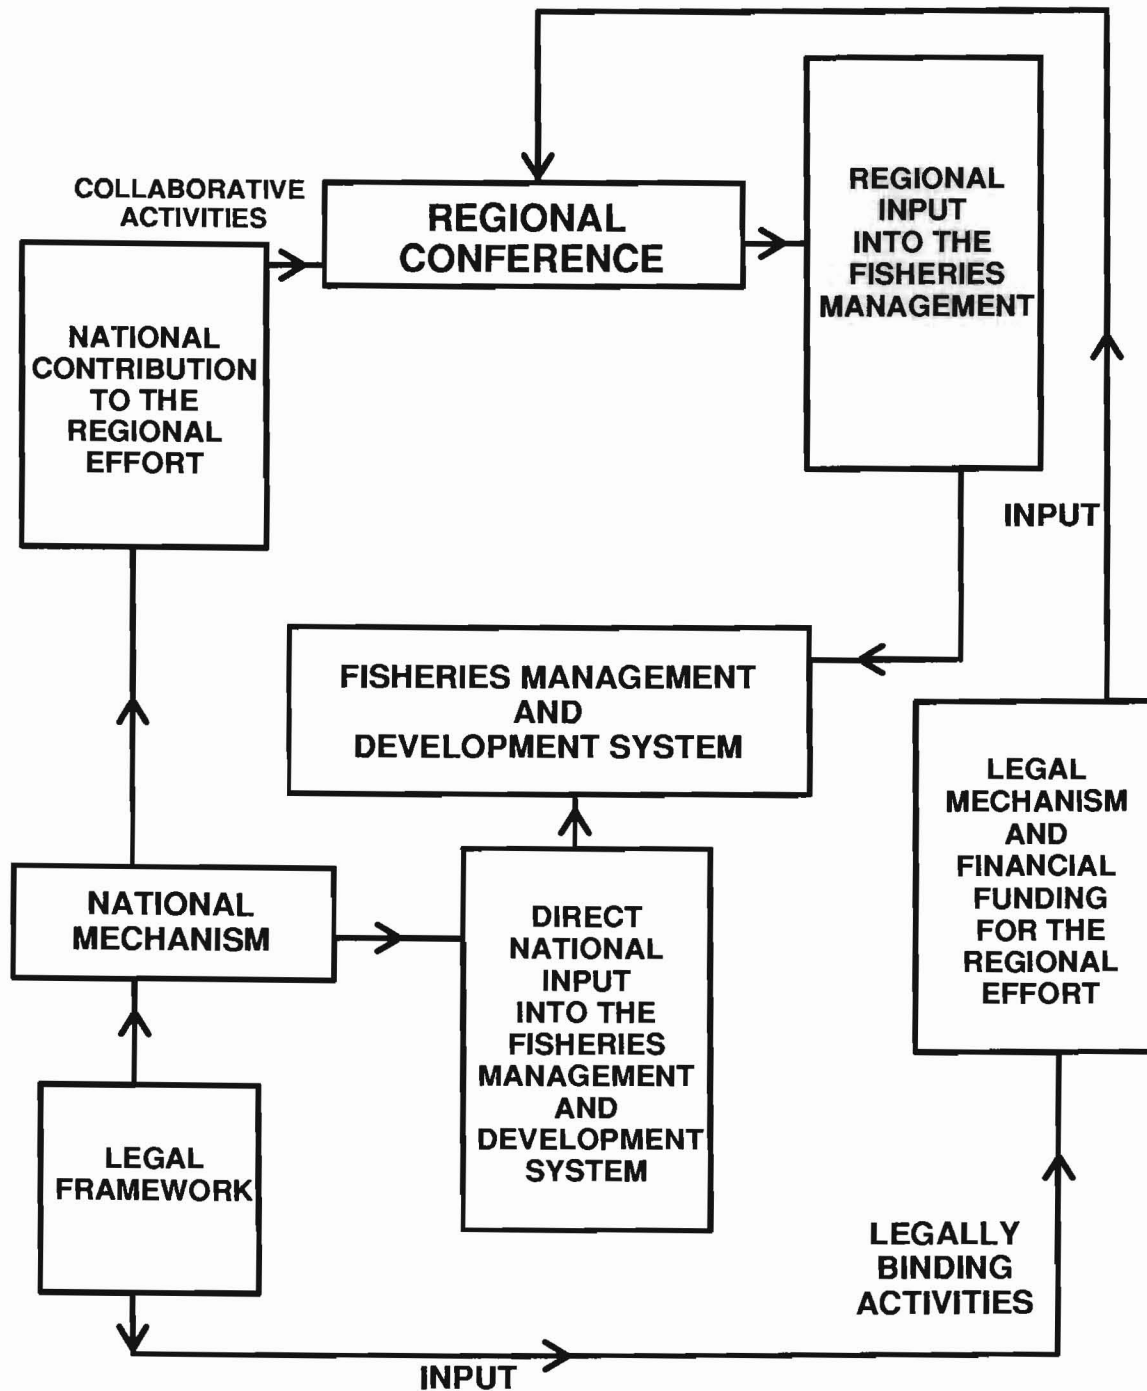 COLLABORATIVE
ACTIVITIES
REGIONAL
CONFERENCE
REGIONAL
INPUT
INTO THE
FISHERIES
MANAGEMENT
NATIONAL
CONTRIBUTION
TO THE
REGIONAL
EFFORT
INPUT
FISHERIES MANAGEMENT
AND
DEVELOPMENT SYSTEM
LEGAL
MECHANISM
AND
FINANCIAL
FUNDING
FOR THE
REGIONAL
EFFORT
NATIONAL
MECHANISM
DIRECT
NATIONAL
INPUT
INTO THE
FISHERIES
MANAGEMENT
AND
DEVELOPMENT
SYSTEM
LEGAL
FRAMEWORK
LEGALLY
BINDING
ACTIVITIES
INPUT